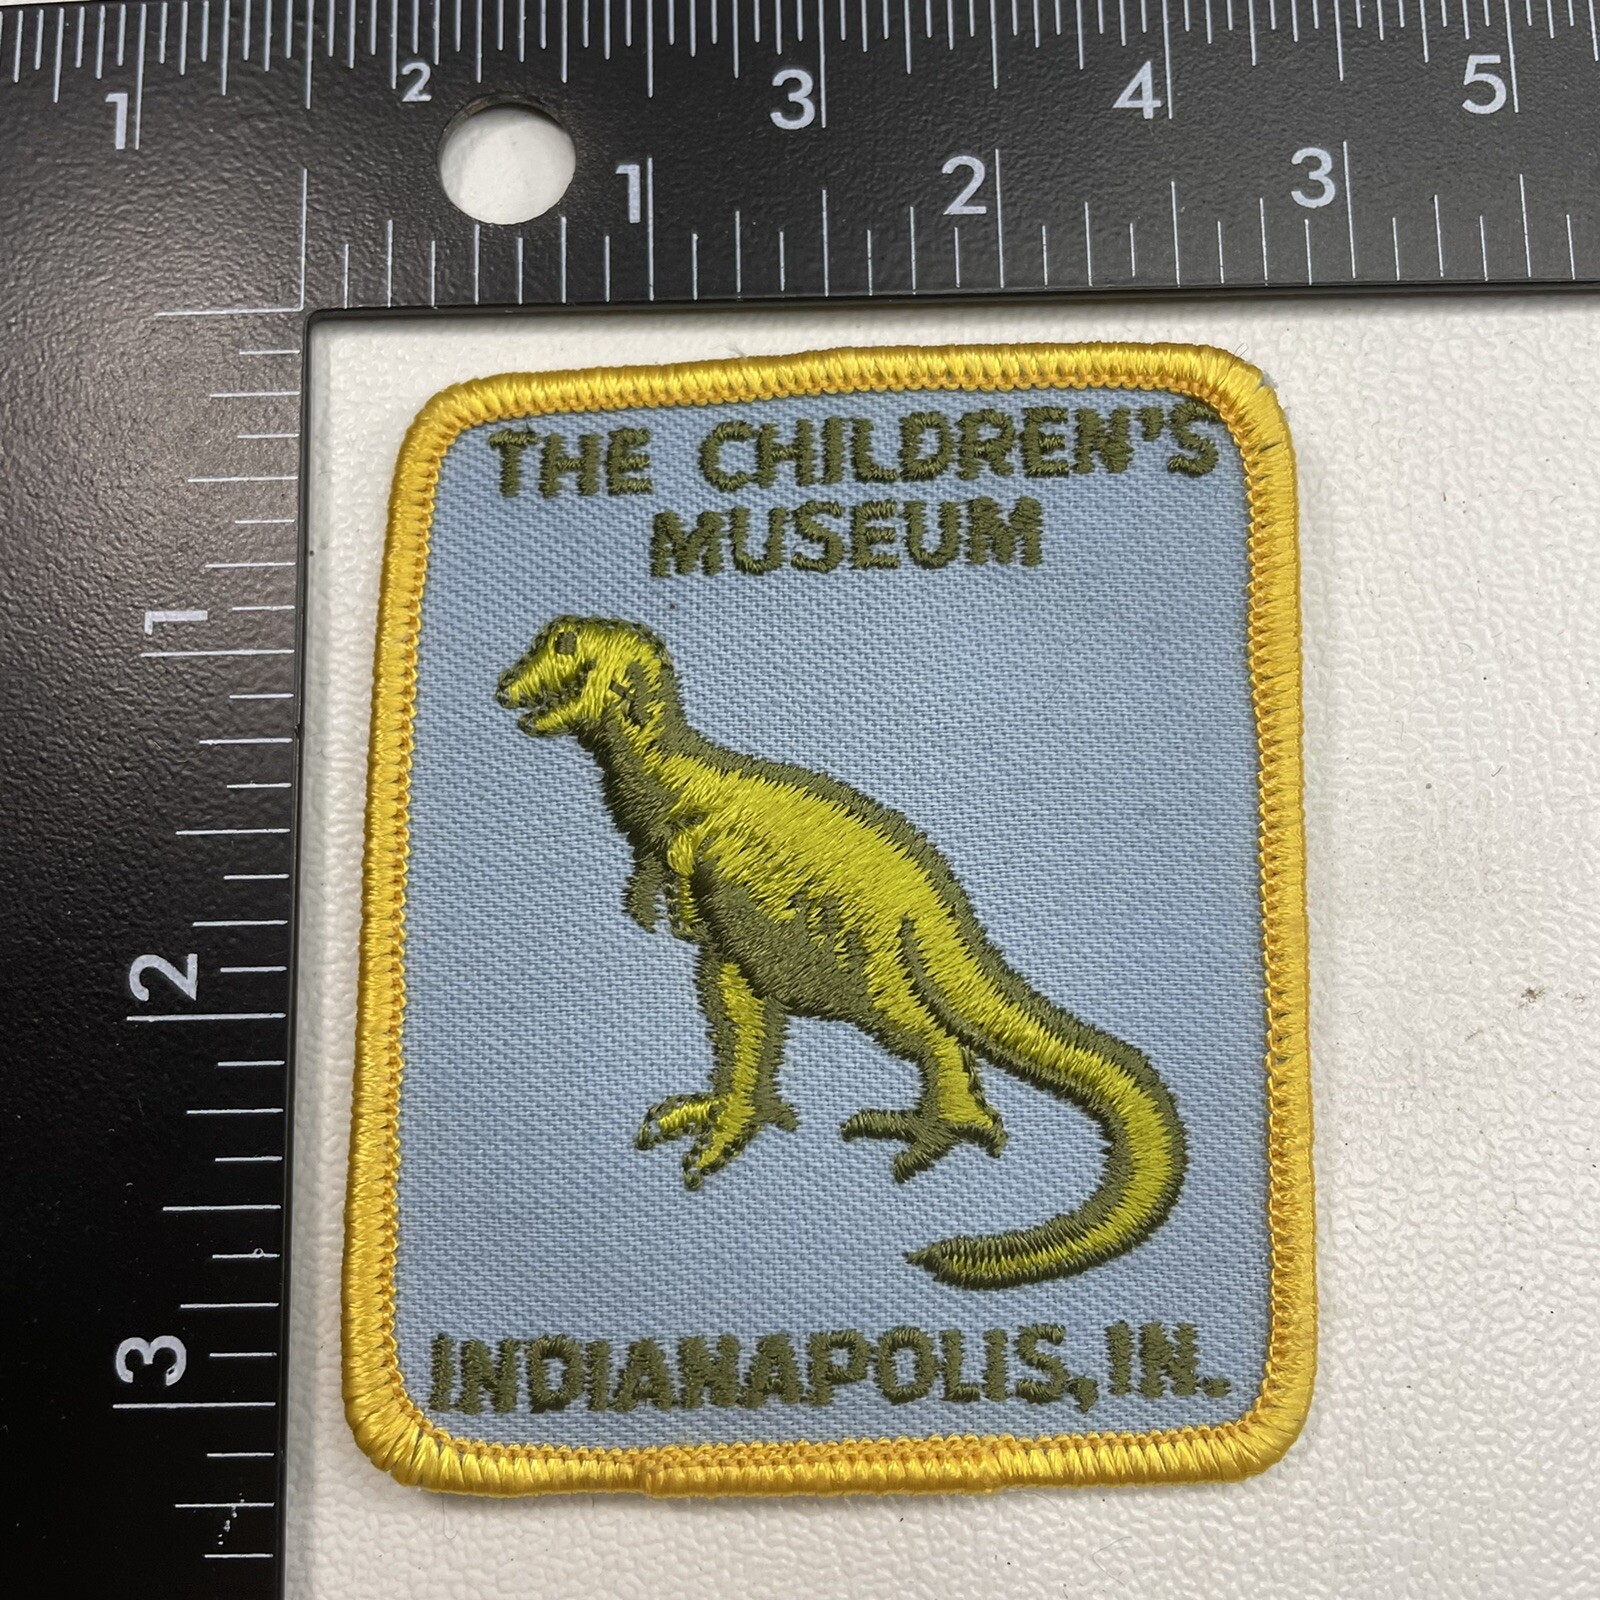 1 2 3 4 5
1 2 3
THE CHILDREN'S
MUSEUM
1
2
3
INDIANAPOLIS, IN.